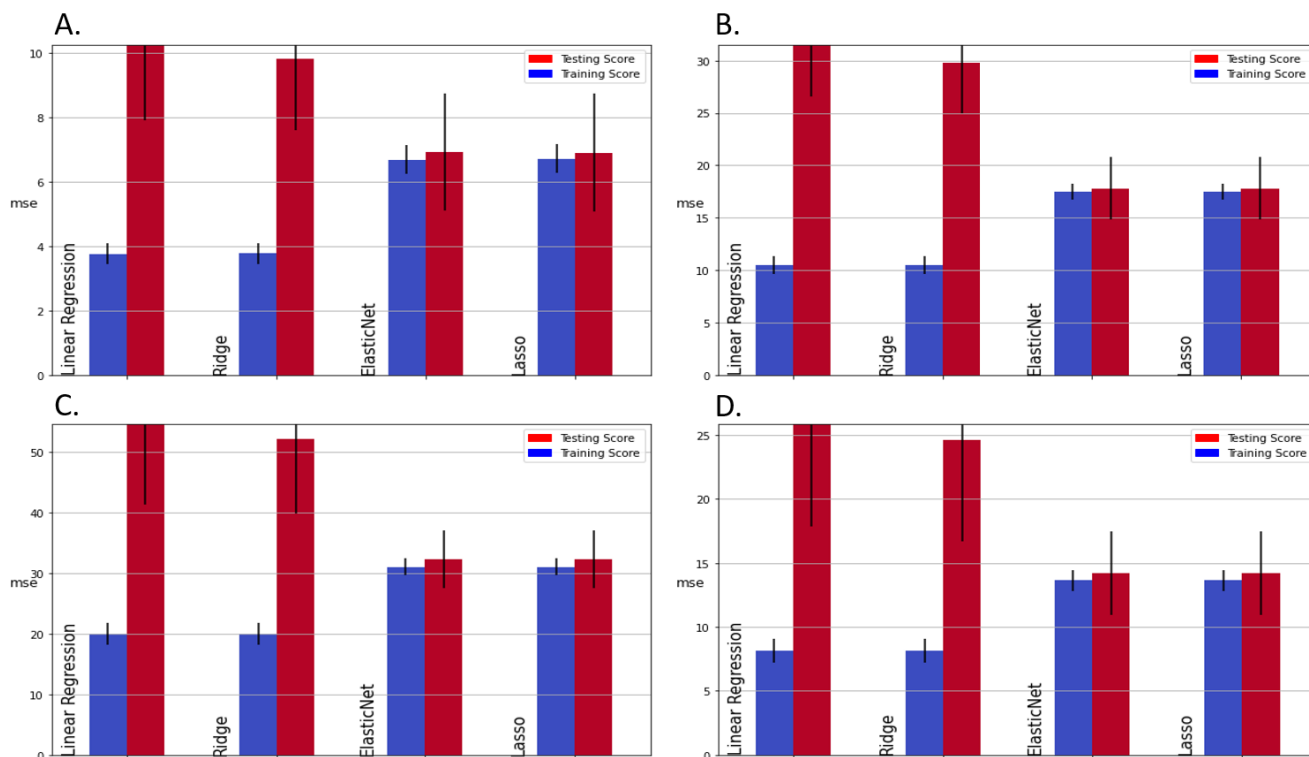 A.
10
8
6
mse
4
2
0
Linear Regression
Ridge
ElasticNet
Lasso
Testing Score
Training Score
B.
30
25
20
mse
15
10
5
0
Linear Regression
Ridge
ElasticNet
Lasso
Testing Score
Training Score
C.
50
40
30
mse
20
10
0
Linear Regression
Ridge
ElasticNet
Lasso
Testing Score
Training Score
D.
25
20
15
mse
10
5
0
Linear Regression
Ridge
ElasticNet
Lasso
Testing Score
Training Score